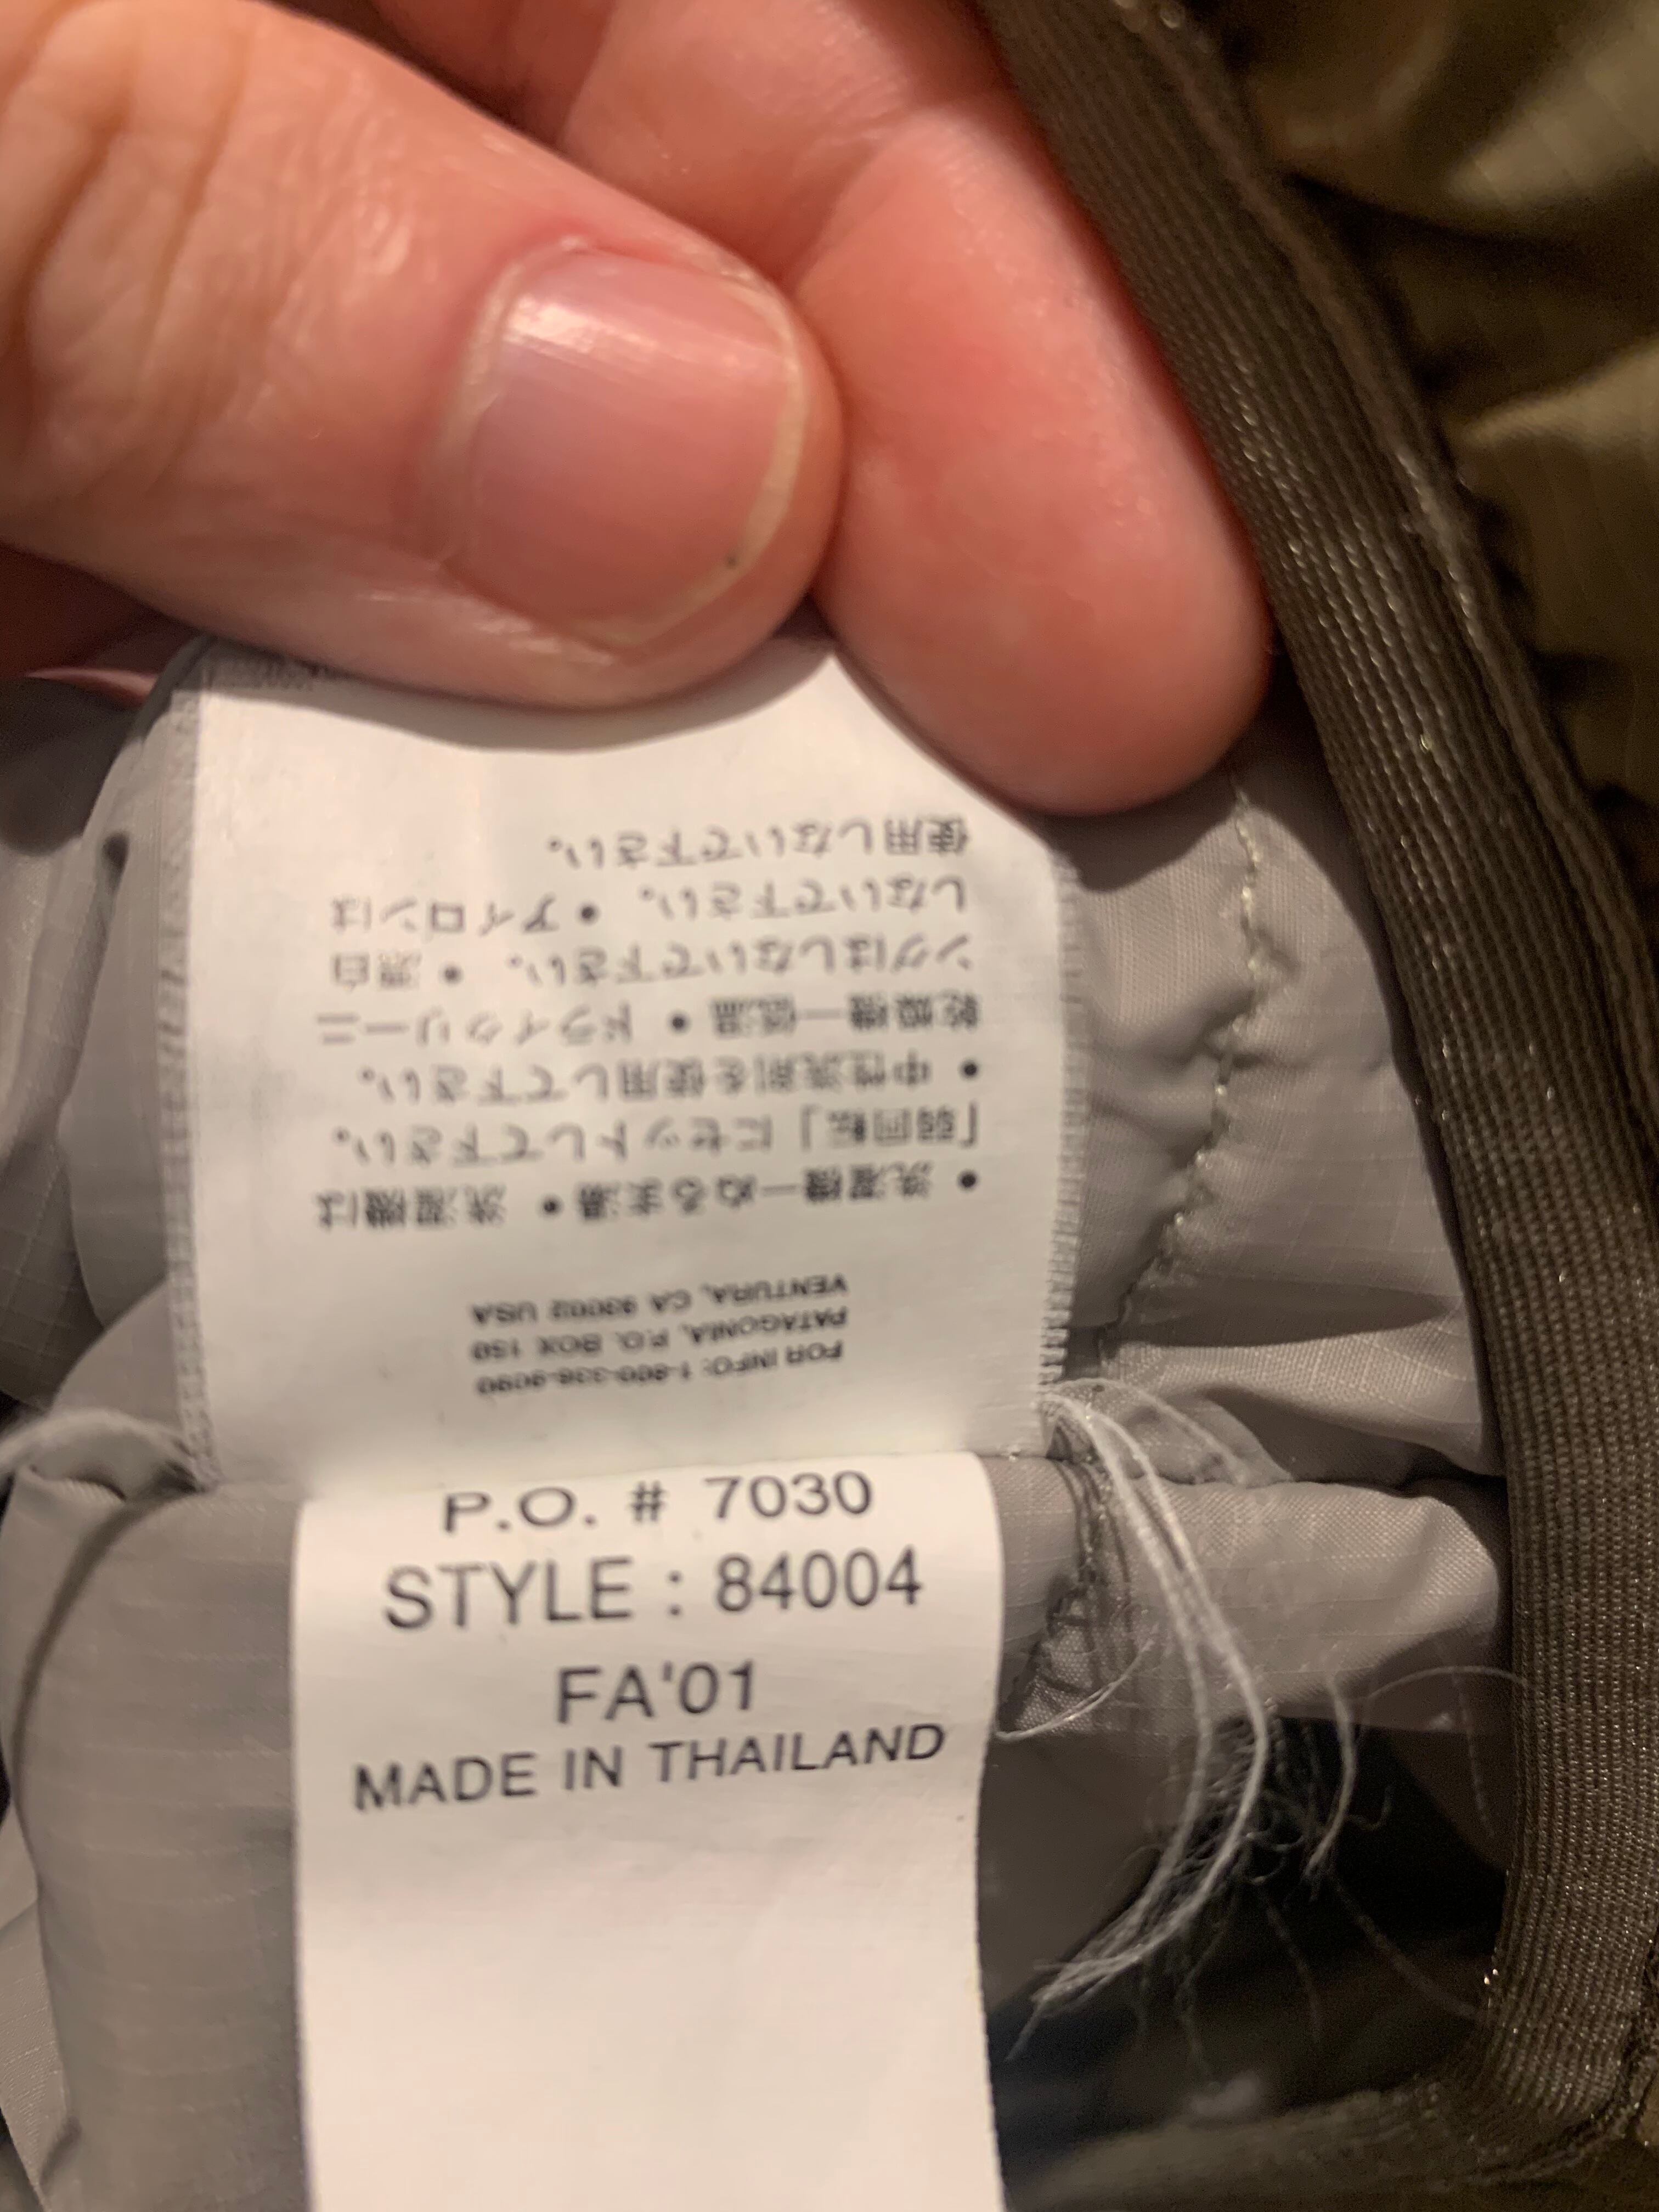 P.O. # 7030
STYLE : 84004
FA'01
MADE IN THAILAND
FOR INFO: 1-800-336-9090
PATAGONIA, P.O. BOX 150
VENTURA, CA 93002 USA
• 洗濯機—ぬるま湯 • 洗濯機は
「弱回転」にセットして下さい。
• 中性洗剤を使用して下さい。
乾燥機—低温 • ドライクリーニ
ングはしないで下さい。 • 漂白
しないで下さい。 • アイロンは
使用しないで下さい。